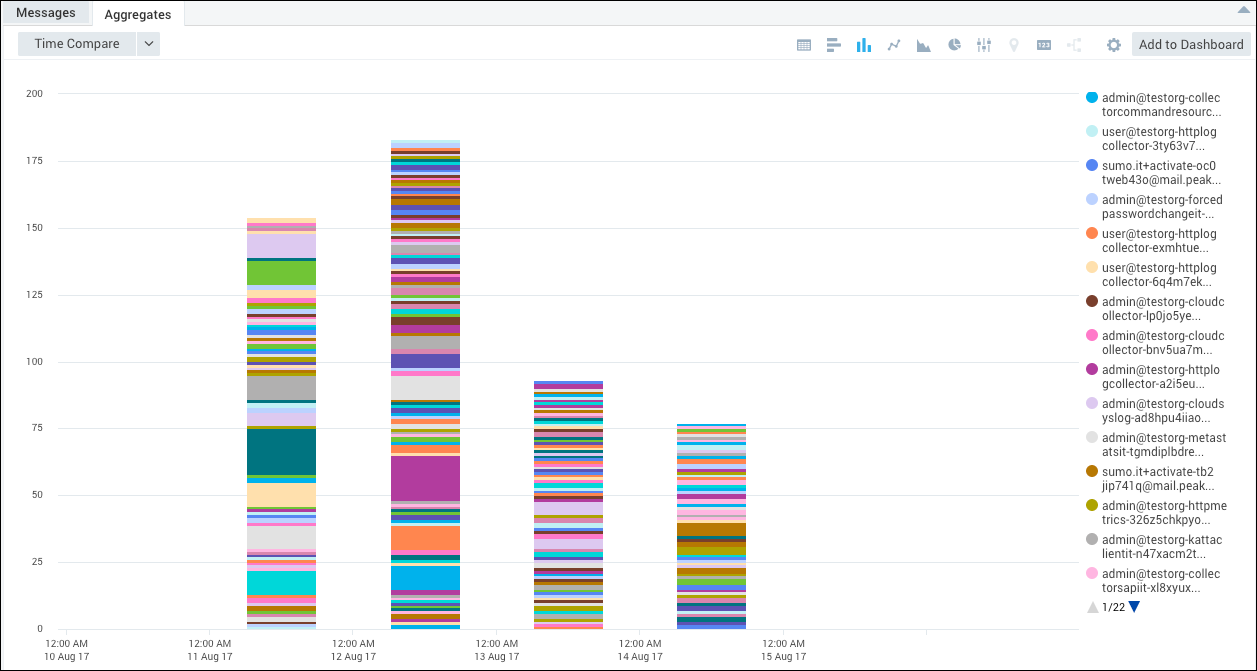 Messages
Aggregates
Time Compare
123
Add to Dashboard
200
175
150
125
100
75
50
25
0
12:00 AM
10 Aug 17
12:00 AM
11 Aug 17
12:00 AM
12 Aug 17
12:00 AM
13 Aug 17
12:00 AM
14 Aug 17
12:00 AM
15 Aug 17
admin@testorg-collec
torcommandresourc...
user@testorg-httplog
collector-3ty63v7...
sumo.it+activate-oc0
tweb43o@mail.peak...
admin@testorg-forced
passwordchangeit-...
user@testorg-httplog
collector-exmhtue...
user@testorg-httplog
collector-6q4m7ek...
admin@testorg-cloudc
ollector-lp0jo5ye...
admin@testorg-cloudc
ollector-bnv5ua7m...
admin@testorg-httplo
gcollector-a2i5eu...
admin@testorg-clouds
yslog-ad8hpu4iiao...
admin@testorg-metast
atsit-tgmdiplbdre...
sumo.it+activate-tb2
jip741q@mail.peak...
admin@testorg-httpme
trics-326z5chkpyo...
admin@testorg-kattac
lientit-n47xacm2t...
admin@testorg-collec
torsapiit-xl8xyux...
1/22